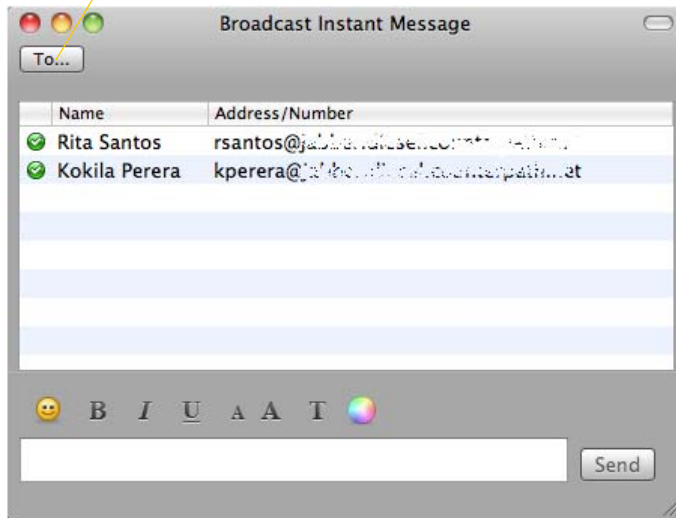 Broadcast Instant Message
To...
Name Address/Number
Rita Santos rsantos@
Kokila Perera kperera@
B I U A A T
Send